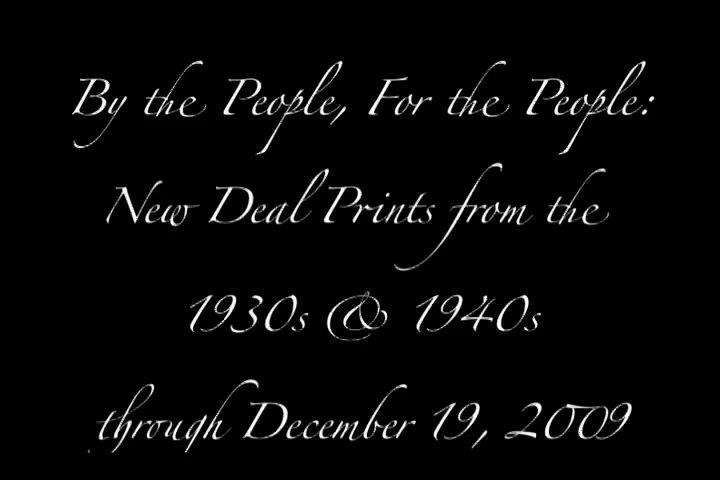 By the People, For the People:
New Deal Prints from the
1930s & 1940s
through December 19, 2009